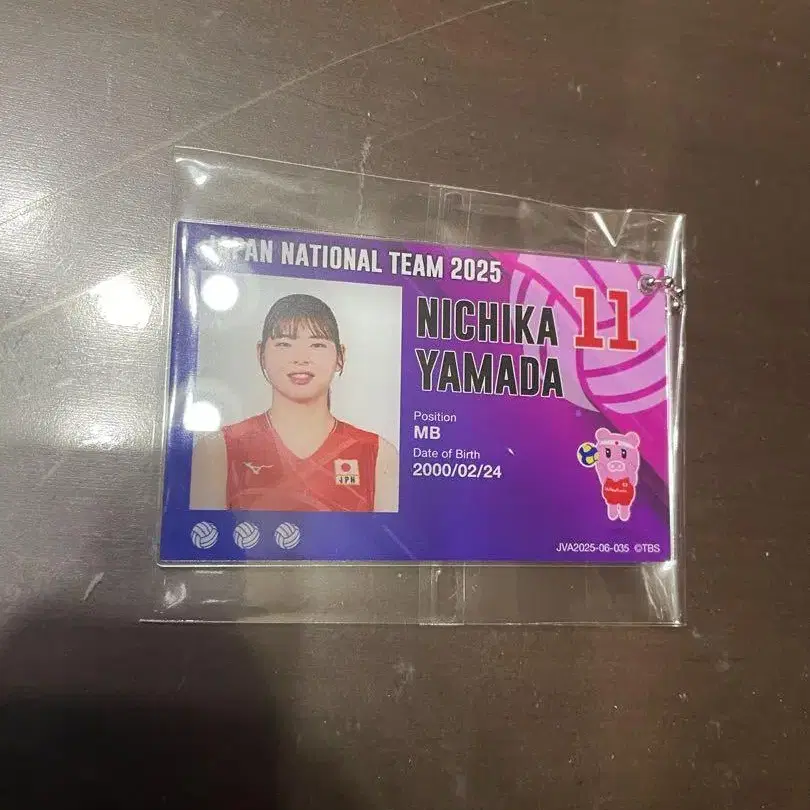 JAPAN NATIONAL TEAM 2025
NICHIKA
YAMADA
11
Position
MB
Date of Birth
2000/02/24
JPN
JVA2025-06-035 ©TBS